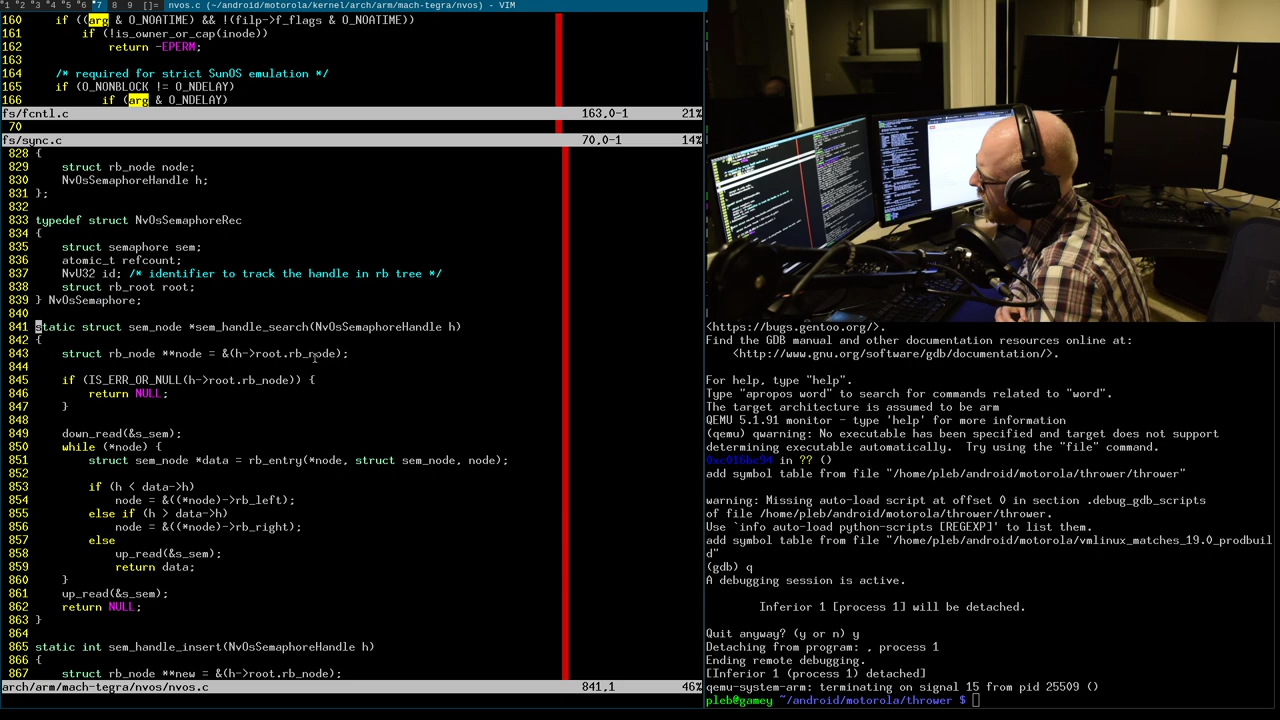 1 2 3 4 5 6 7 8 9 []= nvos.c (~/android/motorola/kernel/arch/arm/mach-tegra/nvos) - VIM
160 if ((arg & O_NOATIME) && !(filp->f_flags & O_NOATIME))
161 if (!is_owner_or_cap(inode))
162 return -EPERM;
163
164 /* required for strict SunOS emulation */
165 if (O_NONBLOCK != O_NDELAY)
166 if (arg & O_NDELAY)
fs/fcntl.c 163,0-1 21%
70
fs/sync.c 70,0-1 14%
828 {
829 struct rb_node node;
830 NvOsSemaphoreHandle h;
831 };
832
833 typedef struct NvOsSemaphoreRec
834 {
835 struct semaphore sem;
836 atomic_t refcount;
837 NvU32 id; /* identifier to track the handle in rb tree */
838 struct rb_root root;
839 } NvOsSemaphore;
840
841 static struct sem_node *sem_handle_search(NvOsSemaphoreHandle h)
842 {
843 struct rb_node **node = &(h->root.rb_node);
844
845 if (IS_ERR_OR_NULL(h->root.rb_node)) {
846 return NULL;
847 }
848
849 down_read(&s_sem);
850 while (*node) {
851 struct sem_node *data = rb_entry(*node, struct sem_node, node);
852
853 if (h < data->h)
854 node = &((*node)->rb_left);
855 else if (h > data->h)
856 node = &((*node)->rb_right);
857 else
858 up_read(&s_sem);
859 return data;
860 }
861 up_read(&s_sem);
862 return NULL;
863 }
864
865 static int sem_handle_insert(NvOsSemaphoreHandle h)
866 {
867 struct rb_node **new = &(h->root.rb_node);
arch/arm/mach-tegra/nvos/nvos.c 841,1 46%
<https://bugs.gentoo.org/>.
Find the GDB manual and other documentation resources online at:
<http://www.gnu.org/software/gdb/documentation/>.
For help, type "help".
Type "apropos word" to search for commands related to "word".
The target architecture is assumed to be arm
QEMU 5.1.91 monitor - type 'help' for more information
(qemu) qwarning: No executable has been specified and target does not support
determining executable automatically.  Try using the "file" command.
0xc016bc94 in ?? ()
add symbol table from file "/home/pleb/android/motorola/thrower/thrower"
warning: Missing auto-load script at offset 0 in section .debug_gdb_scripts
of file /home/pleb/android/motorola/thrower/thrower.
Use `info auto-load python-scripts [REGEXP]' to list them.
add symbol table from file "/home/pleb/android/motorola/vmlinux_matches_19.0_prodbuil
d"
(gdb) q
A debugging session is active.
Inferior 1 [process 1] will be detached.
Quit anyway? (y or n) y
Detaching from program: , process 1
Ending remote debugging.
[Inferior 1 (process 1) detached]
qemu-system-arm: terminating on signal 15 from pid 25509 ()
pleb@gamey ~/android/motorola/thrower $